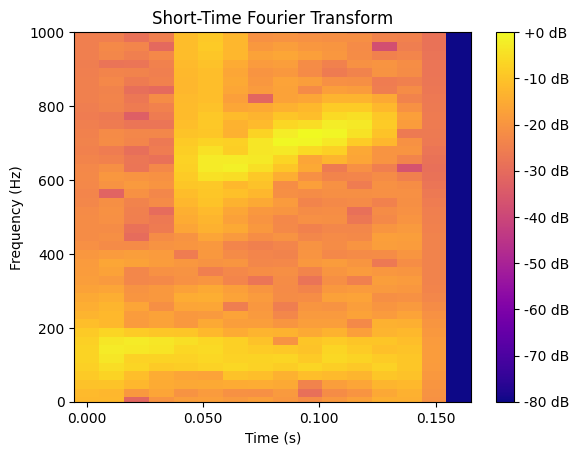 Short-Time Fourier Transform
1000
800
600
400
200
0
Frequency (Hz)
0.000
0.050
0.100
0.150
Time (s)
+0 dB
-10 dB
-20 dB
-30 dB
-40 dB
-50 dB
-60 dB
-70 dB
-80 dB